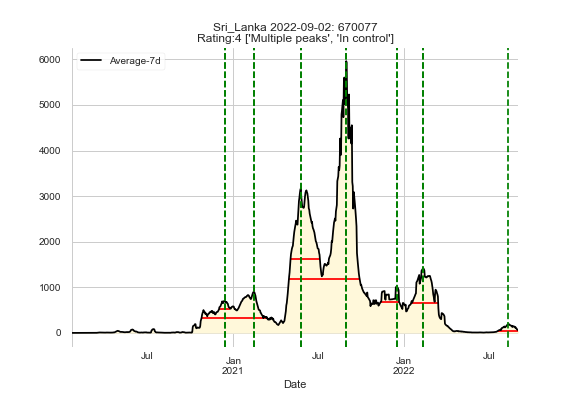 Sri_Lanka 2022-09-02: 670077
Rating:4 ['Multiple peaks', 'In control']
Average-7d
6000
5000
4000
3000
2000
1000
0
Jul
Jan
2021
Jul
Jan
2022
Jul
Date